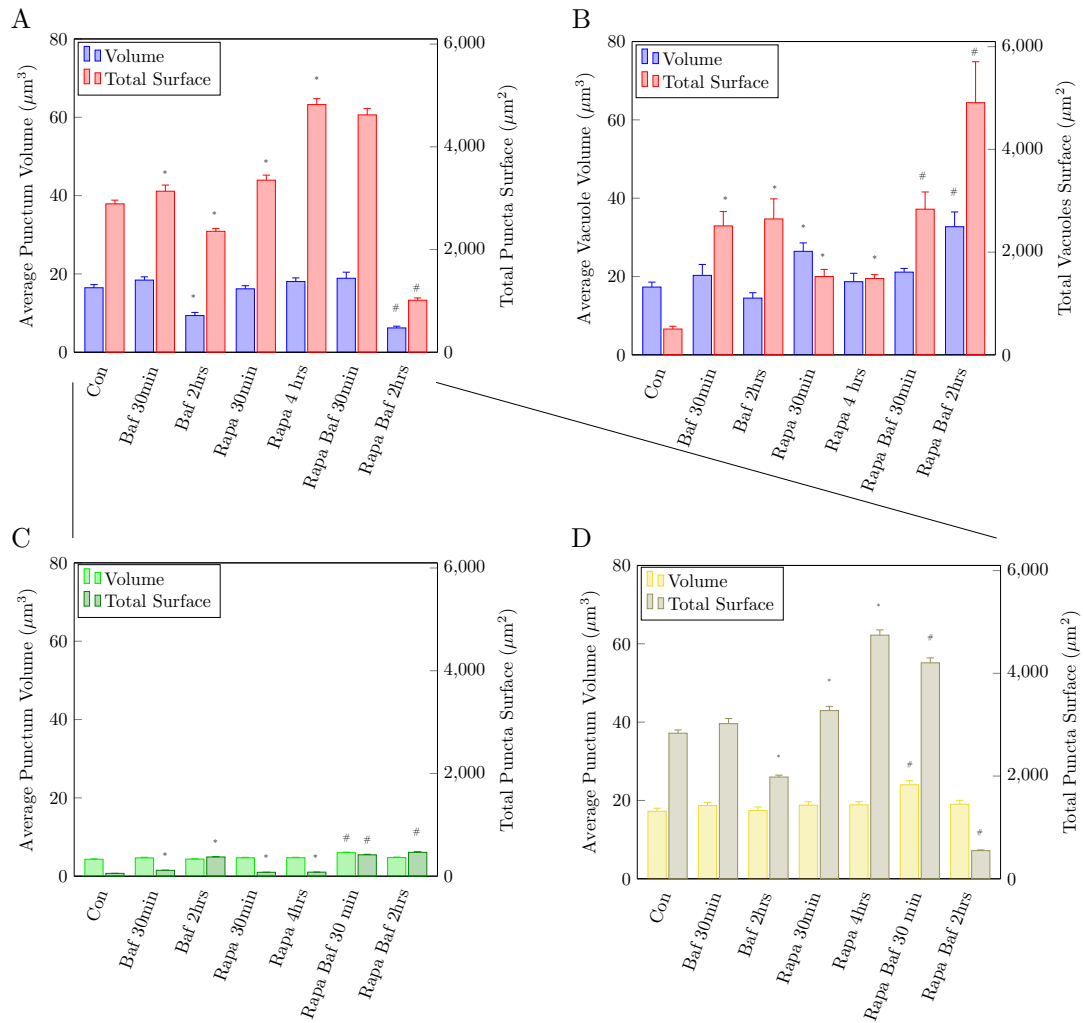 A
Average Punctum Volume (μm³)
80
60
40
20
0
Volume
Total Surface
*
*
*
*
*
*
#
#
6,000
4,000
2,000
0
Total Puncta Surface (μm²)
Con
Baf 30min
Baf 2hrs
Rapa 30min
Rapa 4 hrs
Rapa Baf 30min
Rapa Baf 2hrs
B
Average Vacuole Volume (μm³)
80
60
40
20
0
Volume
Total Surface
*
*
*
*
*
#
#
#
6,000
4,000
2,000
0
Total Vacuoles Surface (μm²)
Con
Baf 30min
Baf 2hrs
Rapa 30min
Rapa 4 hrs
Rapa Baf 30min
Rapa Baf 2hrs
C
Average Punctum Volume (μm³)
80
60
40
20
0
Volume
Total Surface
*
*
*
*
#
#
#
6,000
4,000
2,000
0
Total Puncta Surface (μm²)
Con
Baf 30min
Baf 2hrs
Rapa 30min
Rapa 4hrs
Rapa Baf 30 min
Rapa Baf 2hrs
D
Average Punctum Volume (μm³)
80
60
40
20
0
Volume
Total Surface
*
*
*
#
#
#
6,000
4,000
2,000
0
Total Puncta Surface (μm²)
Con
Baf 30min
Baf 2hrs
Rapa 30min
Rapa 4hrs
Rapa Baf 30 min
Rapa Baf 2hrs